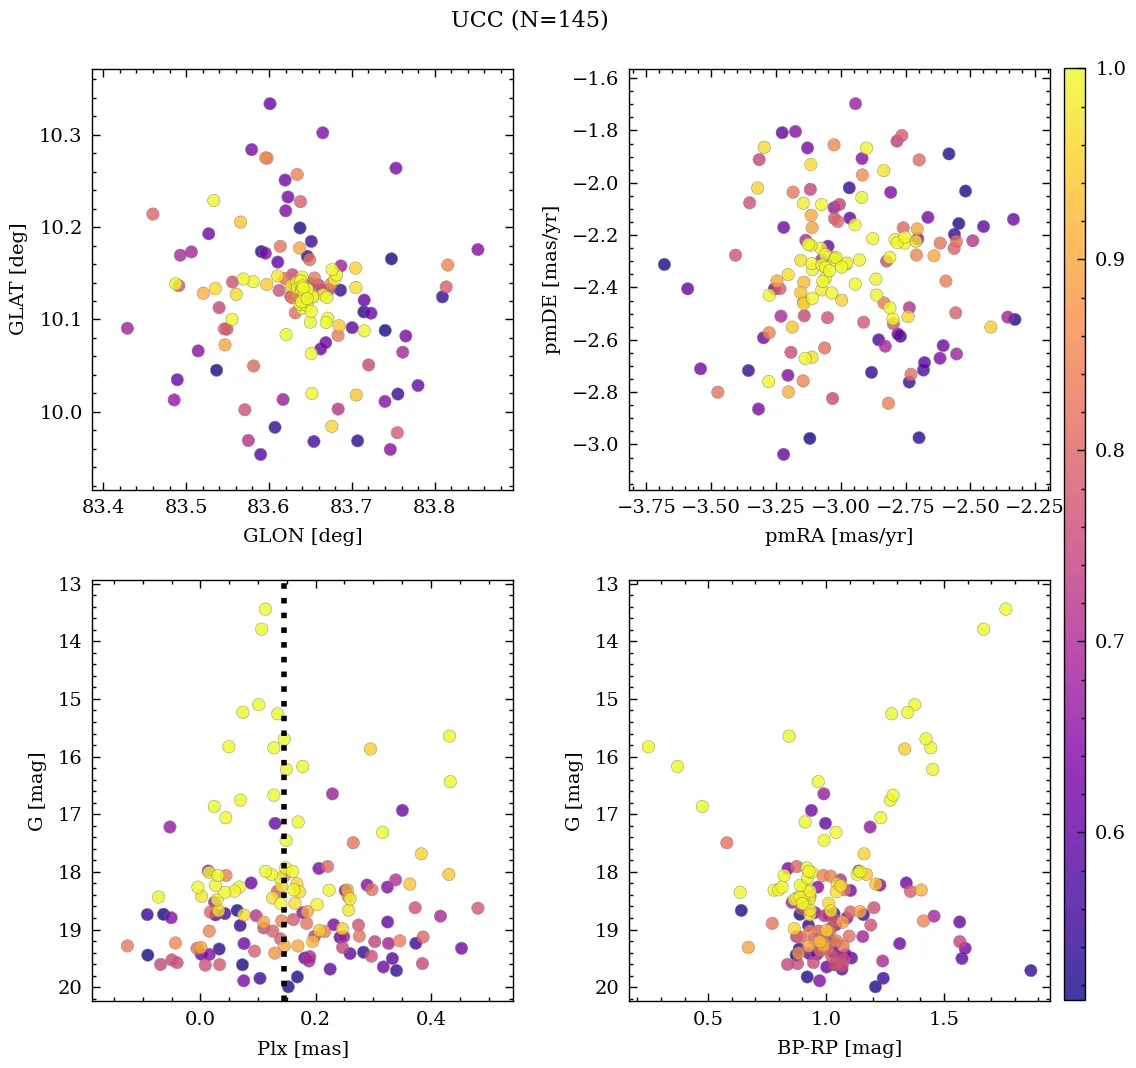 UCC (N=145)
10.3
10.2
10.1
10.0
GLAT [deg]
83.4 83.5 83.6 83.7 83.8
GLON [deg]
−1.6
−1.8
−2.0
−2.2
−2.4
−2.6
−2.8
−3.0
pmDE [mas/yr]
−3.75 −3.50 −3.25 −3.00 −2.75 −2.50 −2.25
pmRA [mas/yr]
13
14
15
16
17
18
19
20
G [mag]
0.0 0.2 0.4
Plx [mas]
13
14
15
16
17
18
19
20
G [mag]
0.5 1.0 1.5
BP-RP [mag]
1.0
0.9
0.8
0.7
0.6